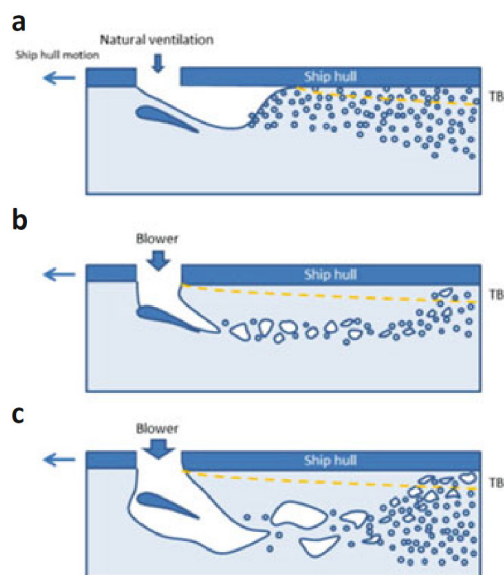 a
Natural ventilation
Ship hull motion
Ship hull
TB
b
Blower
Ship hull
TB
c
Blower
Ship hull
TB